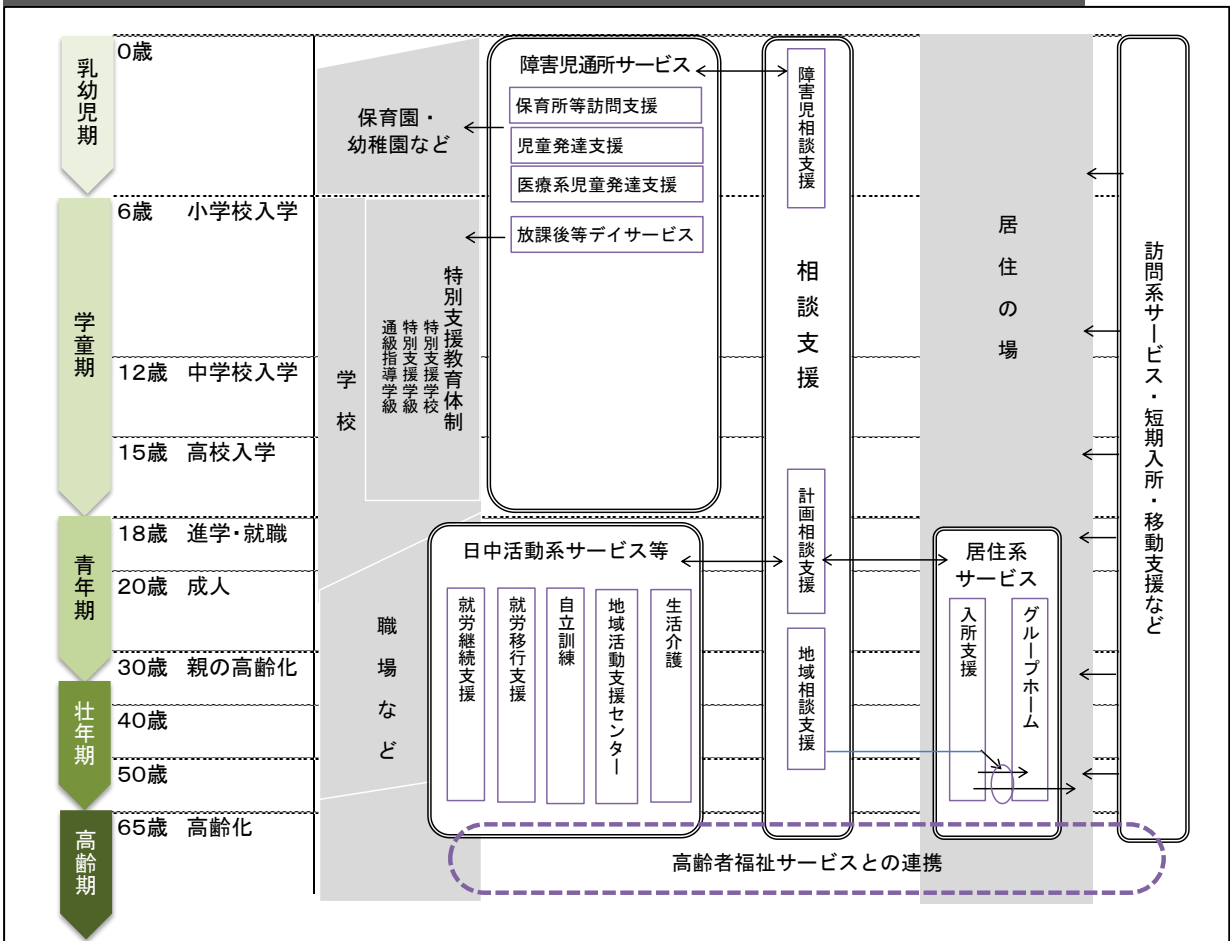 乳幼児期
0歳
保育園・
幼稚園など
障害児通所サービス
保育所等訪問支援
児童発達支援
医療系児童発達支援
放課後等デイサービス
障害児相談支援
相談支援
居住の場
訪問系サービス・短期入所・移動支援など
学童期
6歳 小学校入学
12歳 中学校入学
15歳 高校入学
学校
特別支援教育体制
特別支援学校
特別支援学級
通級指導学級
青年期
18歳 進学・就職
20歳 成人
30歳 親の高齢化
職場など
日中活動系サービス等
就労継続支援
就労移行支援
自立訓練
地域活動支援センター
生活介護
計画相談支援
地域相談支援
居住系
サービス
入所支援
グループホーム
壮年期
40歳
50歳
高齢期
65歳 高齢化
高齢者福祉サービスとの連携